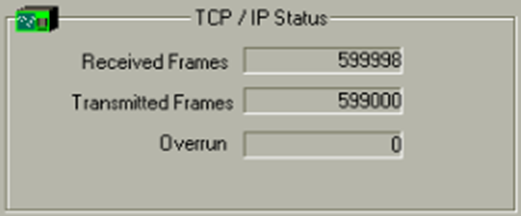 TCP / IP Status
Received Frames 599998
Transmitted Frames 599000
Overrun 0